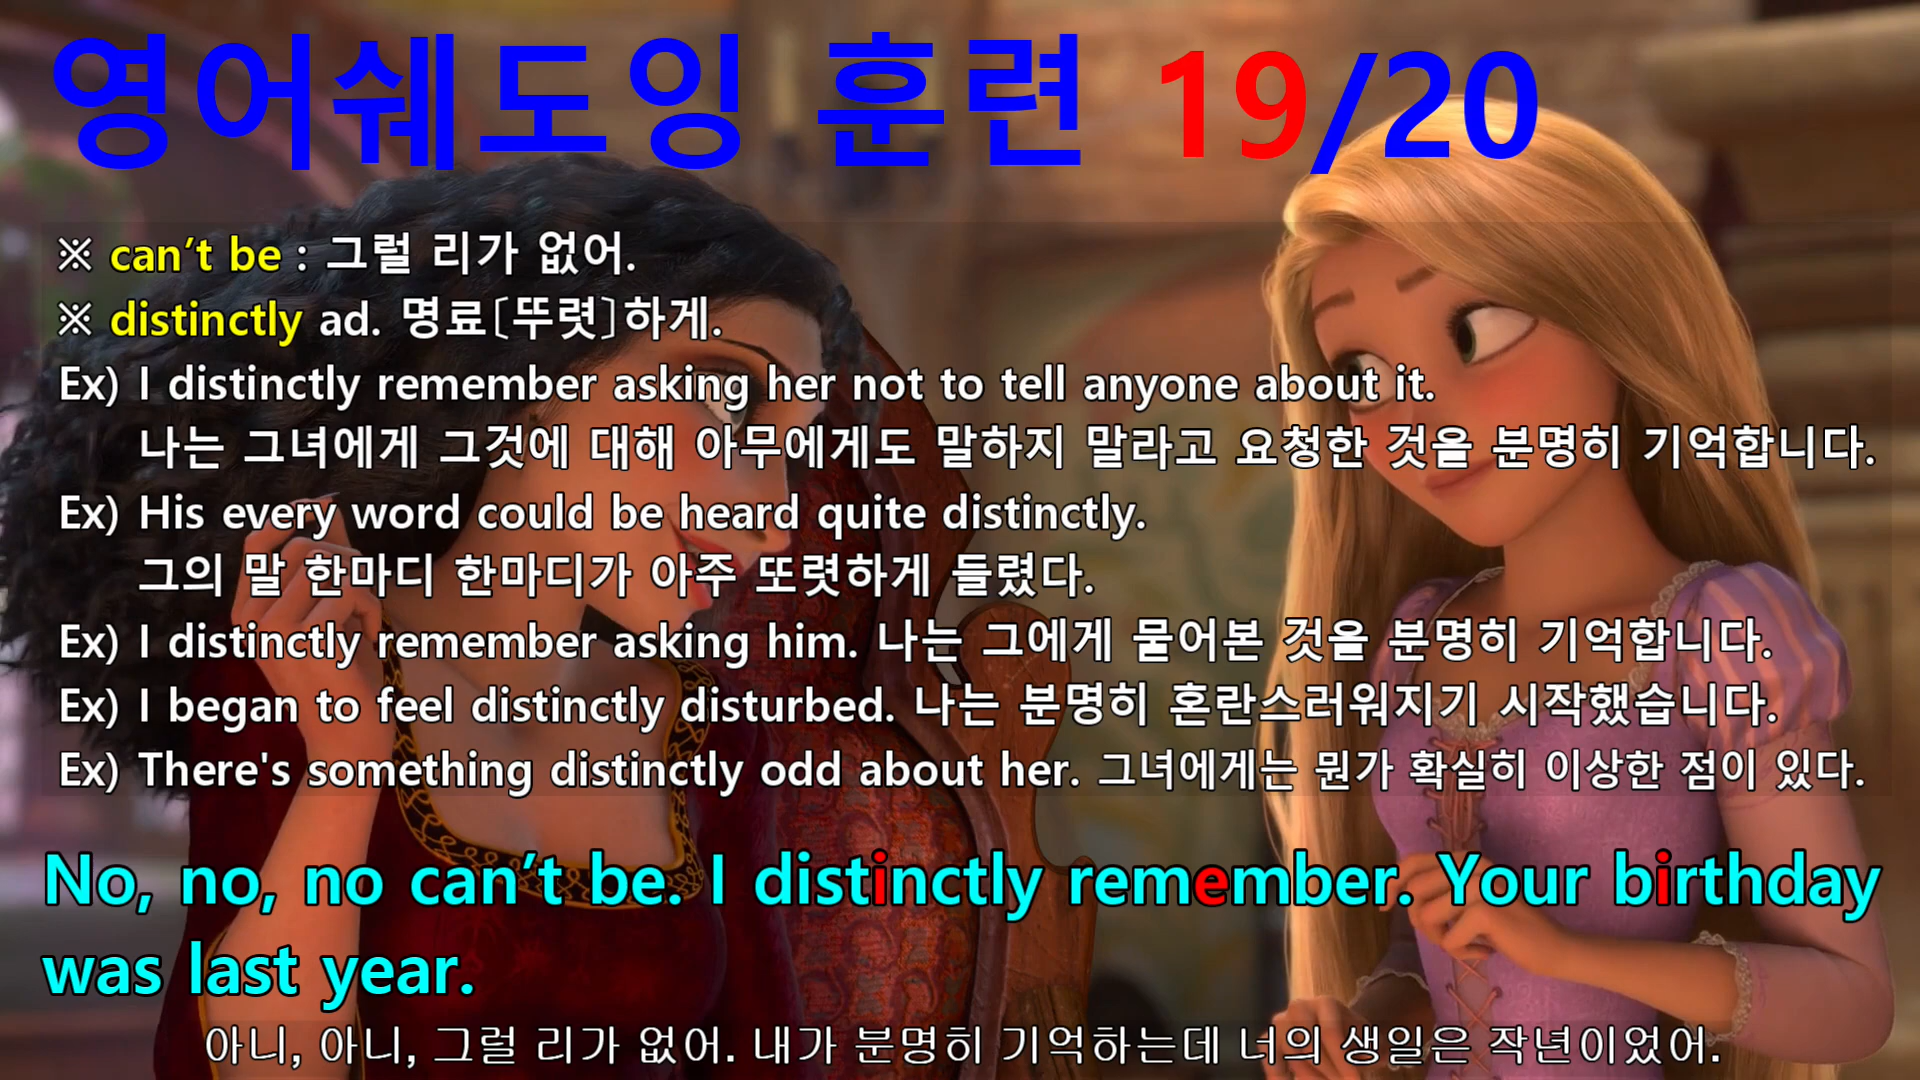 영어쉐도잉 훈련 19/20
※ can’t be : 그럴 리가 없어.
※ distinctly ad. 명료〔뚜렷〕하게.
Ex) I distinctly remember asking her not to tell anyone about it.
나는 그녀에게 그것에 대해 아무에게도 말하지 말라고 요청한 것을 분명히 기억합니다.
Ex) His every word could be heard quite distinctly.
그의 말 한마디 한마디가 아주 또렷하게 들렸다.
Ex) I distinctly remember asking him. 나는 그에게 물어본 것을 분명히 기억합니다.
Ex) I began to feel distinctly disturbed. 나는 분명히 혼란스러워지기 시작했습니다.
Ex) There's something distinctly odd about her. 그녀에게는 뭔가 확실히 이상한 점이 있다.
No, no, no can’t be. I distinctly remember. Your birthday
was last year.
아니, 아니, 그럴 리가 없어. 내가 분명히 기억하는데 너의 생일은 작년이었어.